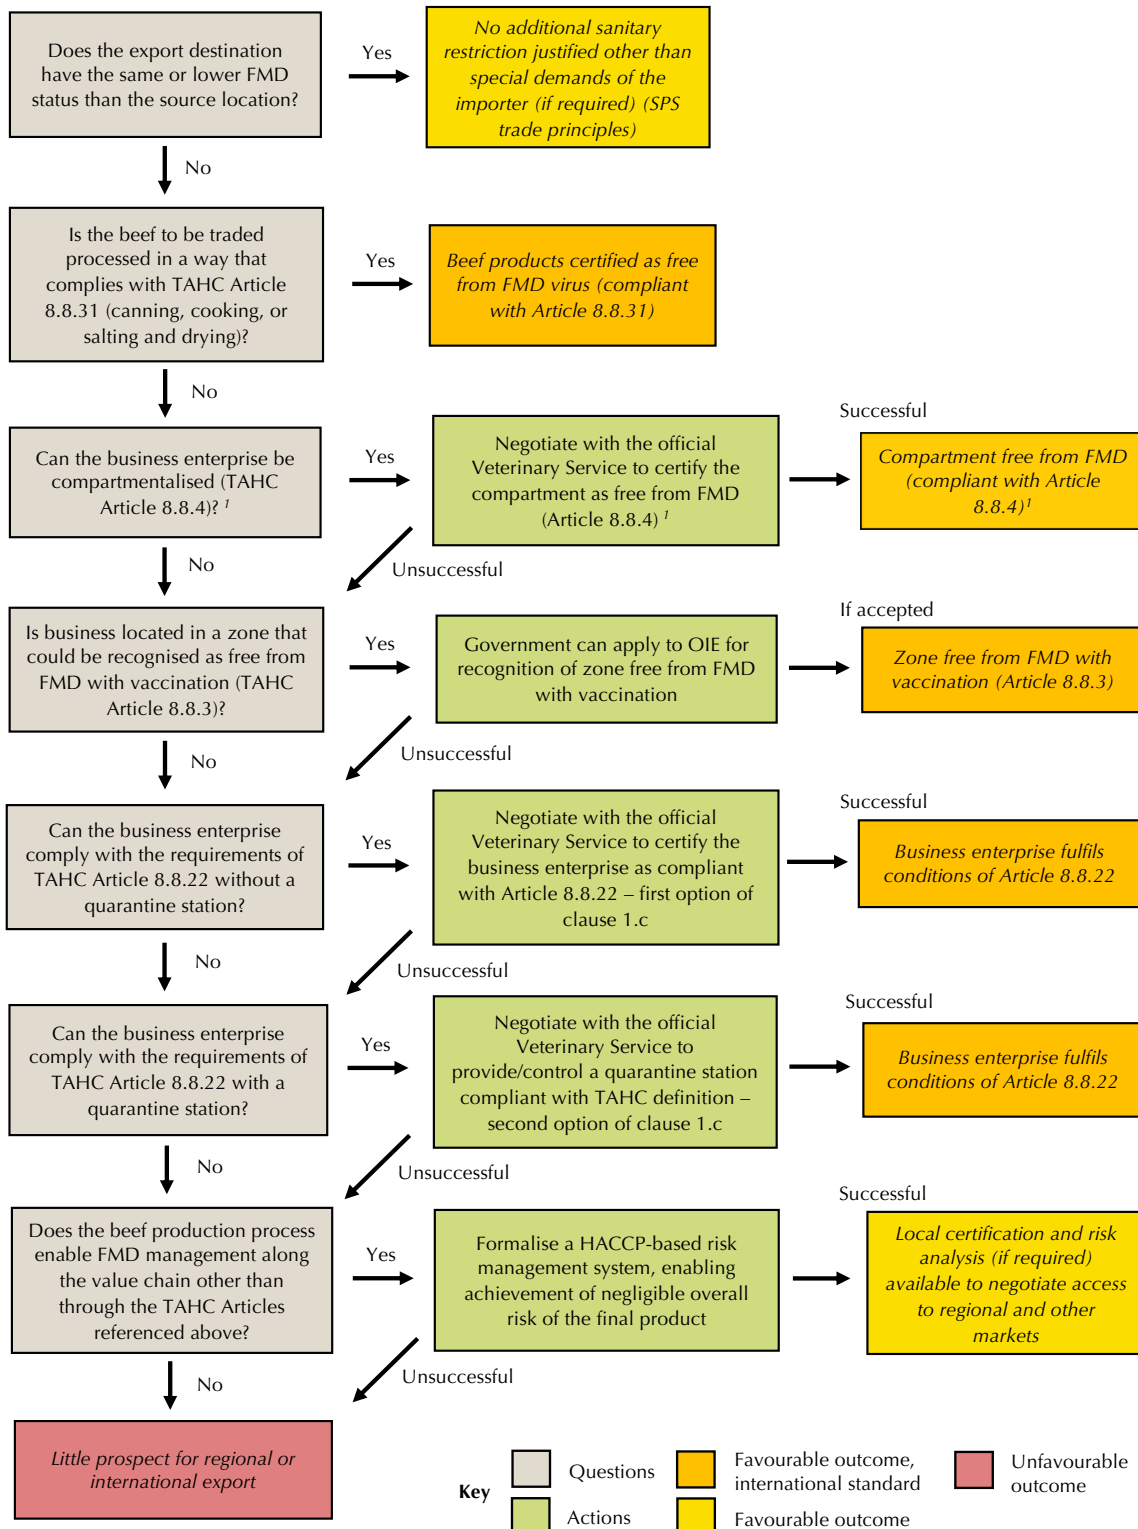 Does the export destination
have the same or lower FMD
status than the source location?
Yes
No additional sanitary
restriction justified other than
special demands of the
importer (if required) (SPS
trade principles)
No
Is the beef to be traded
processed in a way that
complies with TAHC Article
8.8.31 (canning, cooking, or
salting and drying)?
Yes
Beef products certified as free
from FMD virus (compliant
with Article 8.8.31)
No
Can the business enterprise be
compartmentalised (TAHC
Article 8.8.4)? 1
Yes
Negotiate with the official
Veterinary Service to certify the
compartment as free from FMD
(Article 8.8.4) 1
Successful
Compartment free from FMD
(compliant with Article
8.8.4)1
No
Unsuccessful
Is business located in a zone that
could be recognised as free from
FMD with vaccination (TAHC
Article 8.8.3)?
Yes
Government can apply to OIE for
recognition of zone free from FMD
with vaccination
If accepted
Zone free from FMD with
vaccination (Article 8.8.3)
No
Unsuccessful
Can the business enterprise
comply with the requirements of
TAHC Article 8.8.22 without a
quarantine station?
Yes
Negotiate with the official
Veterinary Service to certify the
business enterprise as compliant
with Article 8.8.22 – first option of
clause 1.c
Successful
Business enterprise fulfils
conditions of Article 8.8.22
No
Unsuccessful
Can the business enterprise
comply with the requirements of
TAHC Article 8.8.22 with a
quarantine station?
Yes
Negotiate with the official
Veterinary Service to
provide/control a quarantine station
compliant with TAHC definition –
second option of clause 1.c
Successful
Business enterprise fulfils
conditions of Article 8.8.22
No
Unsuccessful
Does the beef production process
enable FMD management along
the value chain other than
through the TAHC Articles
referenced above?
Yes
Formalise a HACCP-based risk
management system, enabling
achievement of negligible overall
risk of the final product
Successful
Local certification and risk
analysis (if required)
available to negotiate access
to regional and other
markets
No
Unsuccessful
Little prospect for regional or
international export
Key
Questions
Actions
Favourable outcome,
international standard
Favourable outcome
Unfavourable
outcome